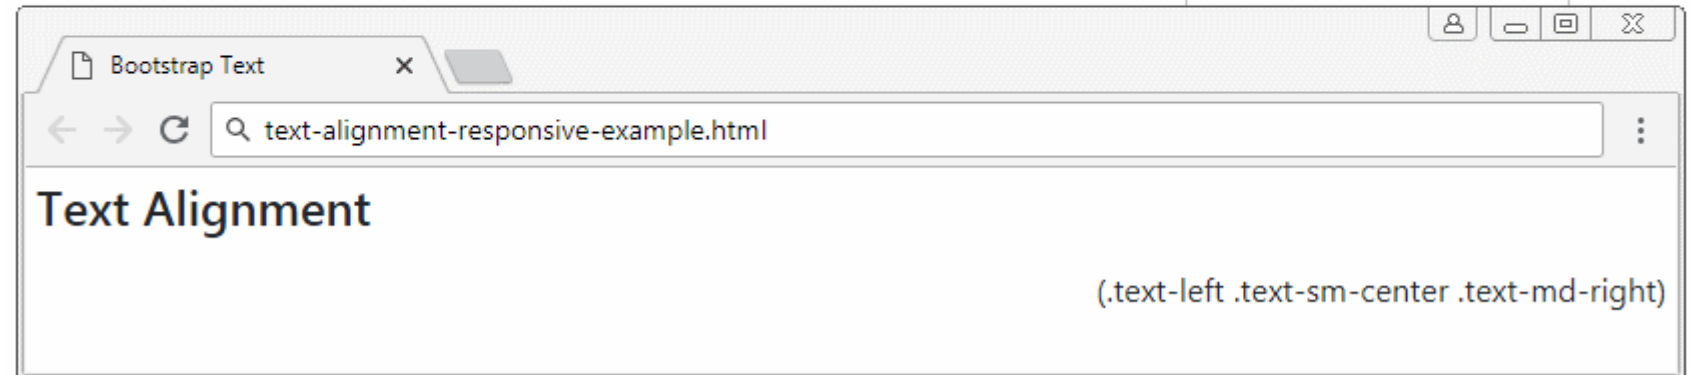 Bootstrap Text
text-alignment-responsive-example.html
Text Alignment
(.text-left .text-sm-center .text-md-right)